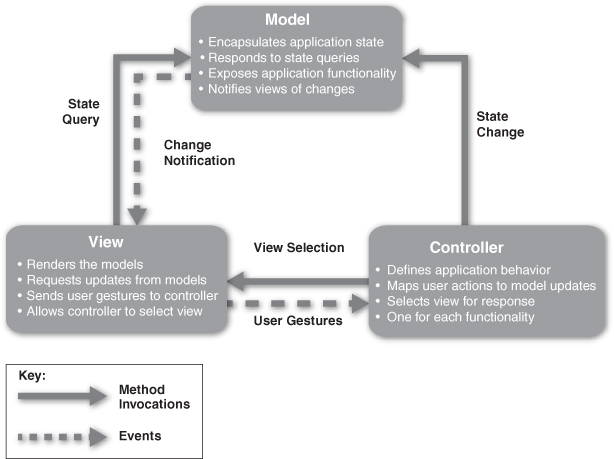 Model
• Encapsulates application state
• Responds to state queries
• Exposes application functionality
• Notifies views of changes
State
Query
Change
Notification
State
Change
View
• Renders the models
• Requests updates from models
• Sends user gestures to controller
• Allows controller to select view
View Selection
User Gestures
Controller
• Defines application behavior
• Maps user actions to model updates
• Selects view for response
• One for each functionality
Key:
Method
Invocations
Events